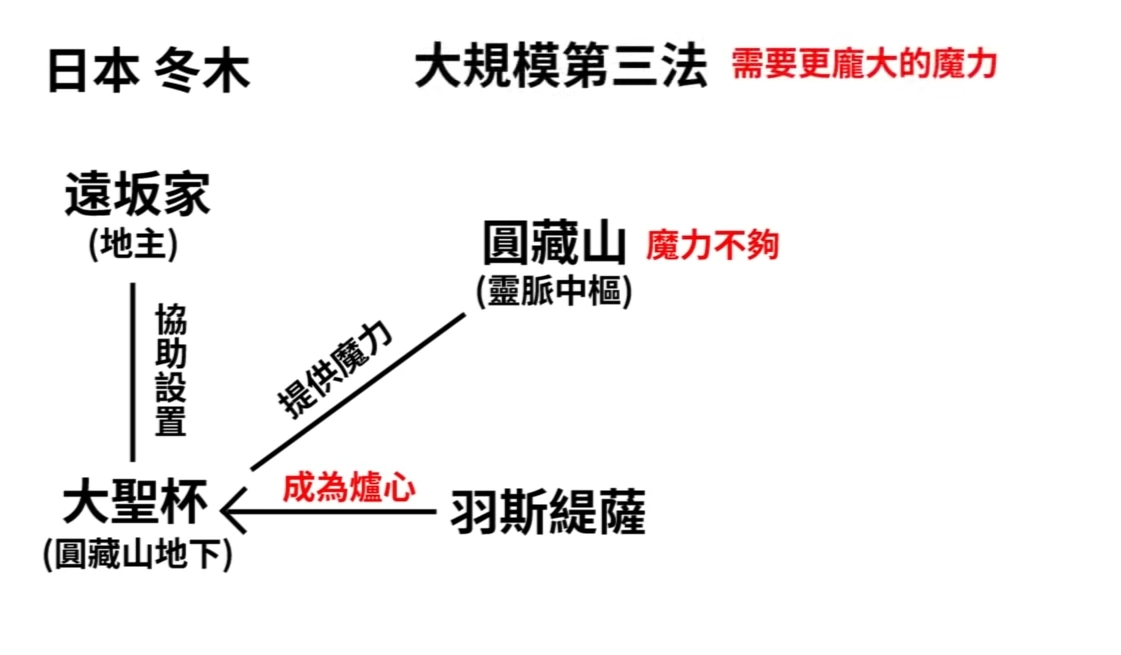 日本 冬木
大規模第三法 需要更龐大的魔力
遠坂家
(地主)
圓藏山 魔力不夠
(靈脈中樞)
協助設置
提供魔力
成為爐心
大聖杯
(圓藏山地下)
羽斯緹薩